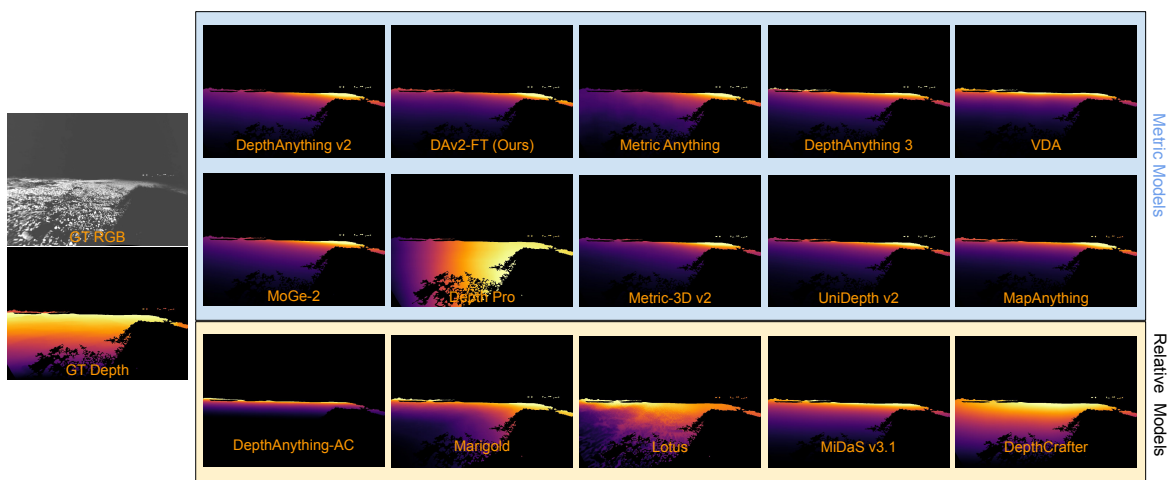 GT RGB
GT Depth
DepthAnything v2
DAv2-FT (Ours)
Metric Anything
DepthAnything 3
VDA
MoGe-2
Depth Pro
Metric-3D v2
UniDepth v2
MapAnything
Metric Models
DepthAnything-AC
Marigold
Lotus
MiDaS v3.1
DepthCrafter
Relative Models